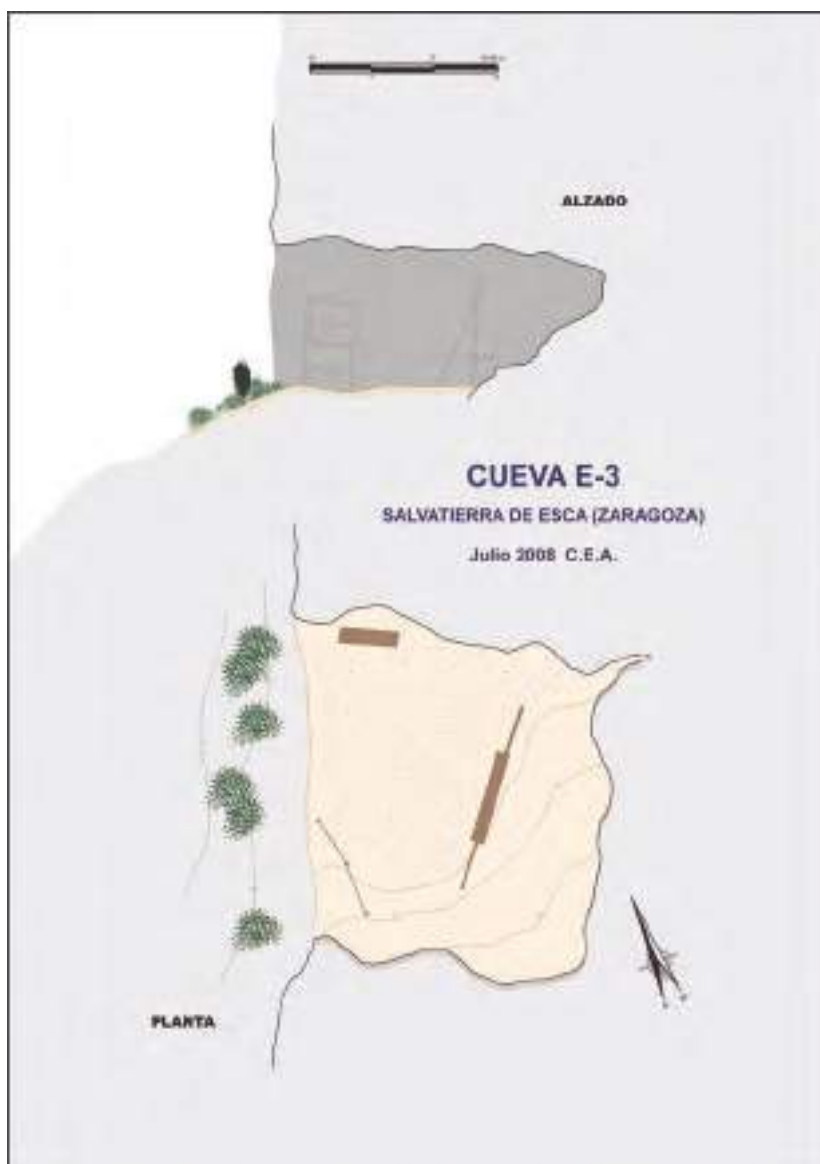 ALZADO
CUEVA E-3
SALVATIERRA DE ESCA (ZARAGOZA)
Julio 2008 C.E.A.
PLANTA